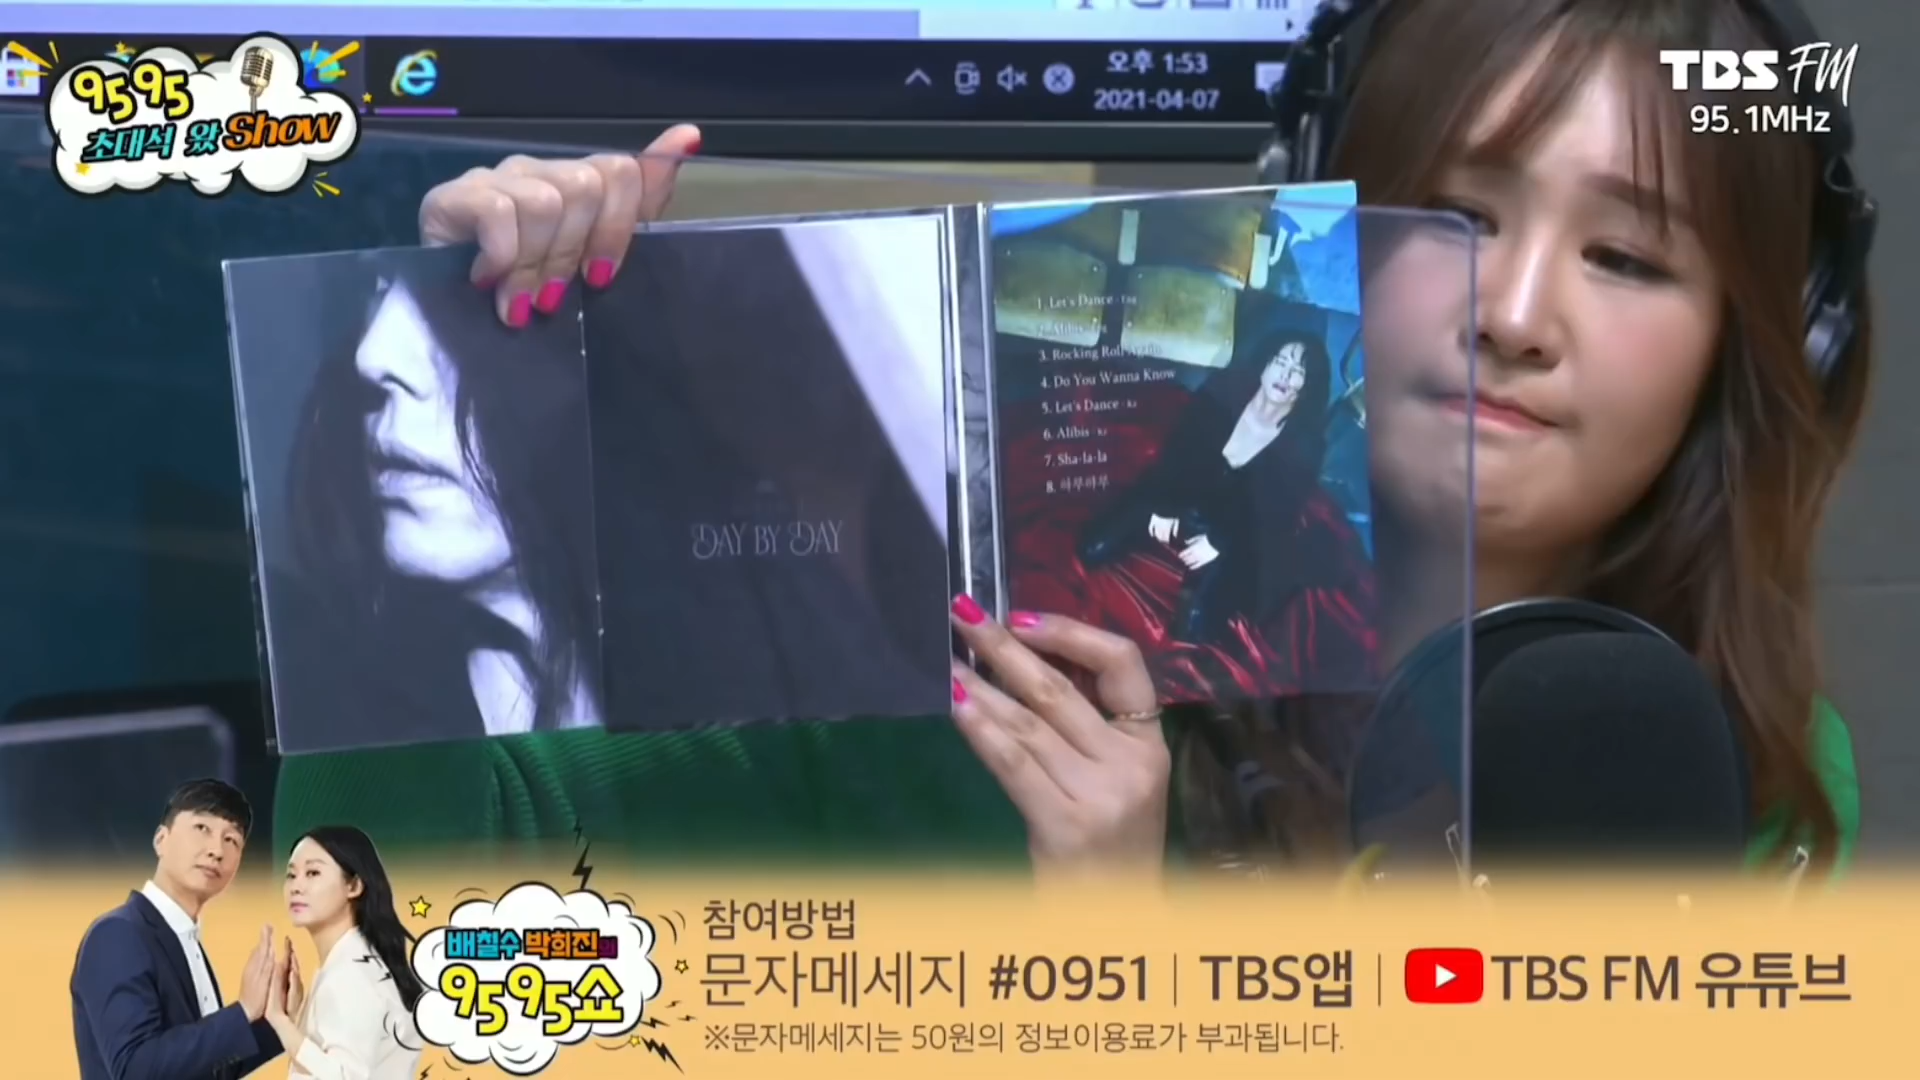 9595
초대석 왔Show
오후 1:53
2021-04-07
TBS FM
95.1MHz
1. Let's Dance
2. Alibis
3. Rocking Roll Again
4. Do You Wanna Know
5. Let's Dance
6. Alibis
7. Sha-la-la
8. 하루하루
DAY BY DAY
배칠수 박희진의
9595쇼
참여방법
문자메세지 #0951 | TBS앱 | TBS FM 유튜브
※문자메세지는 50원의 정보이용료가 부과됩니다.